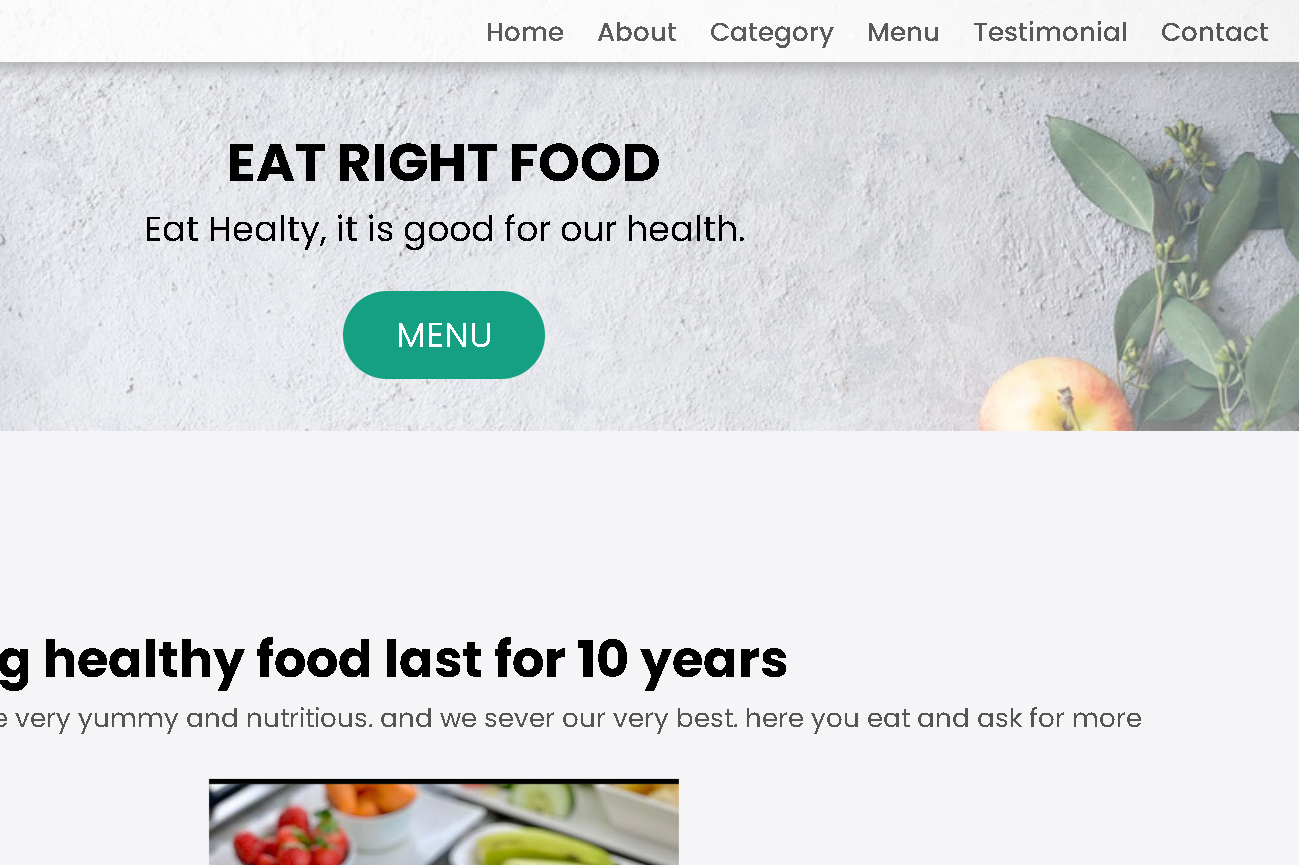 Home About Category Menu Testimonial Contact
EAT RIGHT FOOD
Eat Healty, it is good for our health.
MENU
healthy food last for 10 years
very yummy and nutritious. and we sever our very best. here you eat and ask for more